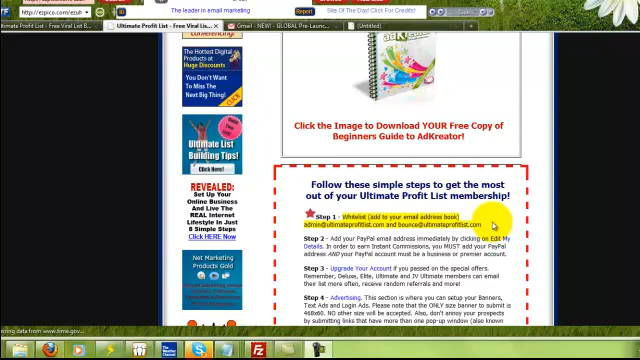 The leader in email marketing
Report
Site Of The Day! Click For Credits!
http://ezpico.com/ezult
Ultimate Profit List - Free Viral Lis...
Gmail - NEW! - GLOBAL Pre-Laun...
(Untitled)
conferencing!
The Hottest Digital
Products at
Huge Discounts
You Don't
Want To Miss
The Next
Big Thing!
CLICK
Ultimate List
Building Tips!
Click Here!
REVEALED:
Set Up Your
Online Business
And Live The
REAL Internet
Lifestyle In Just
8 Simple Steps
Click HERE Now
Net Marketing
Products Gold
AdKreator
Click the Image to Download YOUR Free Copy of
Beginners Guide to AdKreator!
Follow these simple steps to get the most
out of your Ultimate Profit List membership!
Step 1 - Whitelist (add to your email address book)
admin@ultimateprofitlist.com and bounce@ultimateprofitlist.com
Step 2 - Add your PayPal email address immediately by clicking on Edit My
Details. In order to earn Instant Commissions, you MUST add your PayPal
address AND your PayPal account must be a business or premier account.
Step 3 - Upgrade Your Account if you passed on the special offers.
Remember, Deluxe, Elite, Ultimate and JV Ultimate members can email
their list more often, receive random referrals and more!
Step 4 - Advertising. This section is where you can setup your Banners,
Text Ads and Login Ads. Please note that the ONLY size banner to submit is
468x60. NO other size will be accepted. Also, don't annoy your prospects
by submitting links that have more than one pop-up window (also known